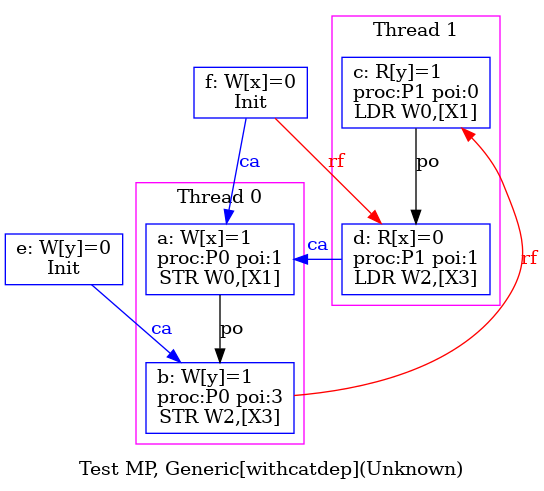 Thread 1
c: R[y]=1
proc:P1 poi:0
LDR W0,[X1]
f: W[x]=0
Init
ca
rf
po
Thread 0
a: W[x]=1
proc:P0 poi:1
STR W0,[X1]
ca
d: R[x]=0
proc:P1 poi:1
LDR W2,[X3]
e: W[y]=0
Init
rf
ca
po
b: W[y]=1
proc:P0 poi:3
STR W2,[X3]
Test MP, Generic[withcatdep](Unknown)